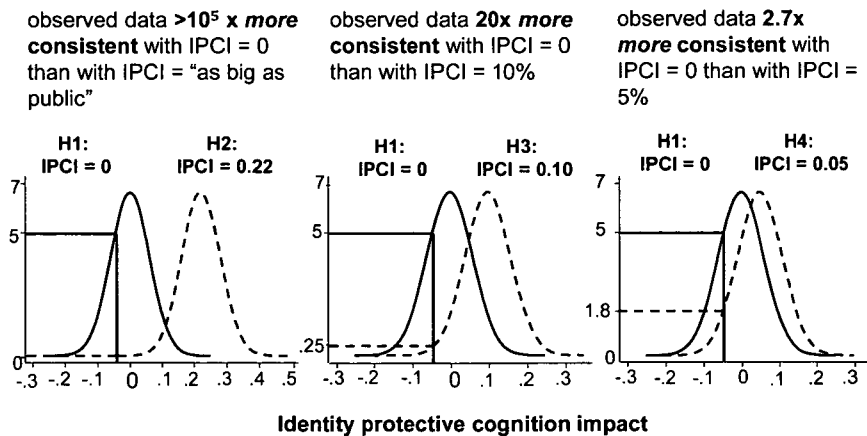 observed data >10⁵ x more
consistent with IPCI = 0
than with IPCI = "as big as
public"
observed data 20x more
consistent with IPCI = 0
than with IPCI = 10%
observed data 2.7x
more consistent with
IPCI = 0 than with IPCI =
5%
H1:
IPCI = 0
H2:
IPCI = 0.22
7
5
0
-.3 -.2 -.1 0 .1 .2 .3 .4 .5
H1:
IPCI = 0
H3:
IPCI = 0.10
7
5
.25
-.3 -.2 -.1 0 .1 .2 .3
H1:
IPCI = 0
H4:
IPCI = 0.05
7
5
1.8
0
-.3 -.2 -.1 0 .1 .2 .3
Identity protective cognition impact